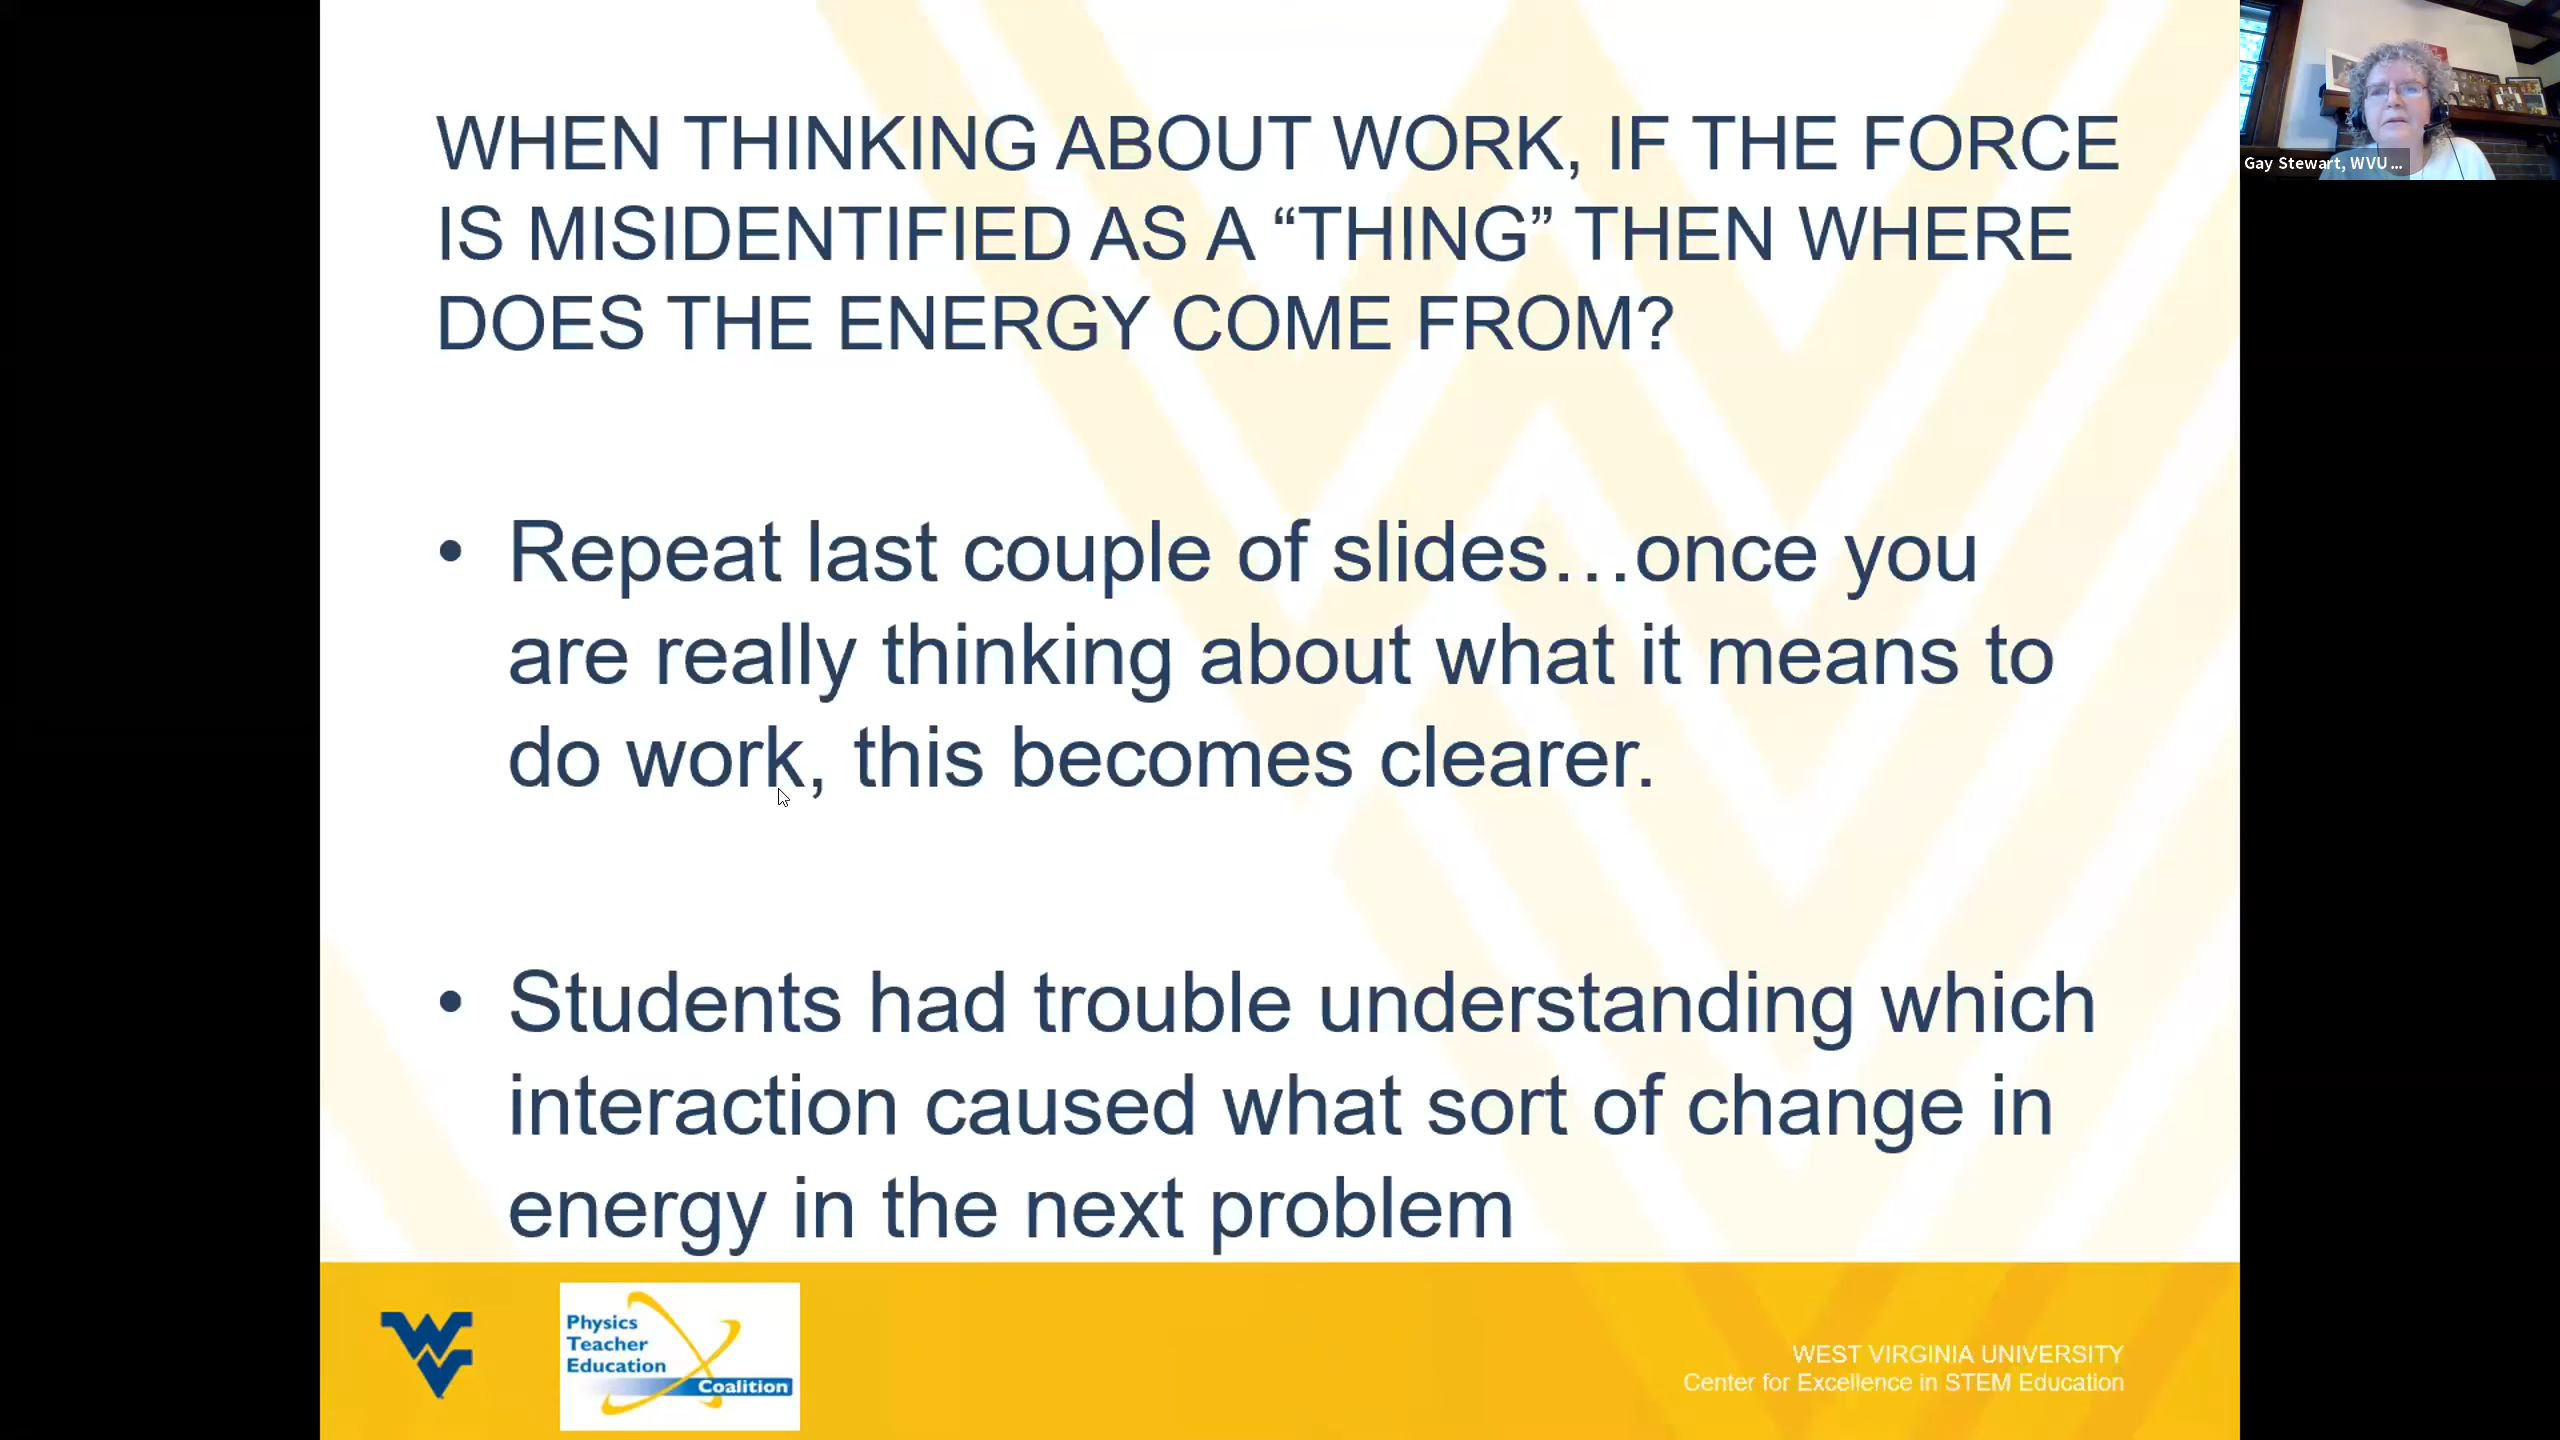 WHEN THINKING ABOUT WORK, IF THE FORCE
IS MISIDENTIFIED AS A “THING” THEN WHERE
DOES THE ENERGY COME FROM?
Gay Stewart, WVU ...
• Repeat last couple of slides…once you
are really thinking about what it means to
do work, this becomes clearer.
• Students had trouble understanding which
interaction caused what sort of change in
energy in the next problem
WV
Physics
Teacher
Education
Coalition
WEST VIRGINIA UNIVERSITY
Center for Excellence in STEM Education